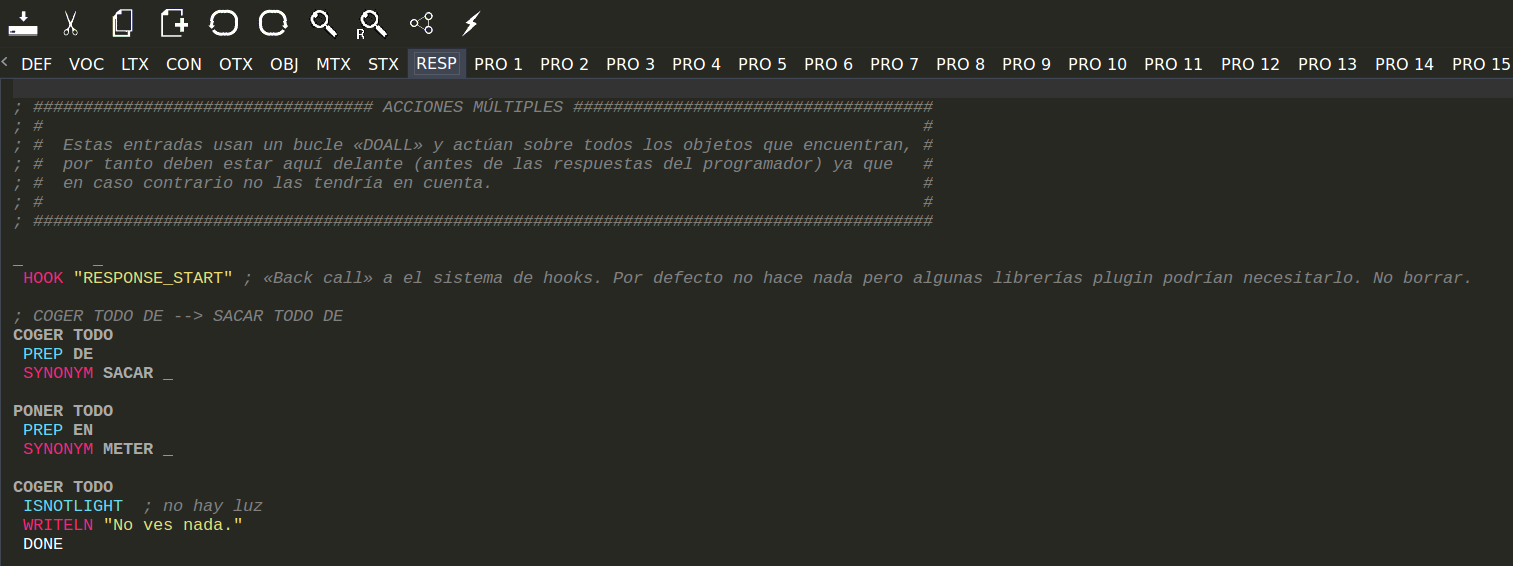 R
< DEF VOC LTX CON OTX OBJ MTX STX RESP PRO 1 PRO 2 PRO 3 PRO 4 PRO 5 PRO 6 PRO 7 PRO 8 PRO 9 PRO 10 PRO 11 PRO 12 PRO 13 PRO 14 PRO 15
; ################################## ACCIONES MÚLTIPLES ####################################
; # #
; # Estas entradas usan un bucle «DOALL» y actúan sobre todos los objetos que encuentran, #
; # por tanto deben estar aquí delante (antes de las respuestas del programador) ya que #
; # en caso contrario no las tendría en cuenta. #
; # #
; ##########################################################################################
_ _
HOOK "RESPONSE_START" ; «Back call» a el sistema de hooks. Por defecto no hace nada pero algunas librerías plugin podrían necesitarlo. No borrar.
; COGER TODO DE --> SACAR TODO DE
COGER TODO
PREP DE
SYNONYM SACAR _
PONER TODO
PREP EN
SYNONYM METER _
COGER TODO
ISNOTLIGHT ; no hay luz
WRITELN "No ves nada."
DONE